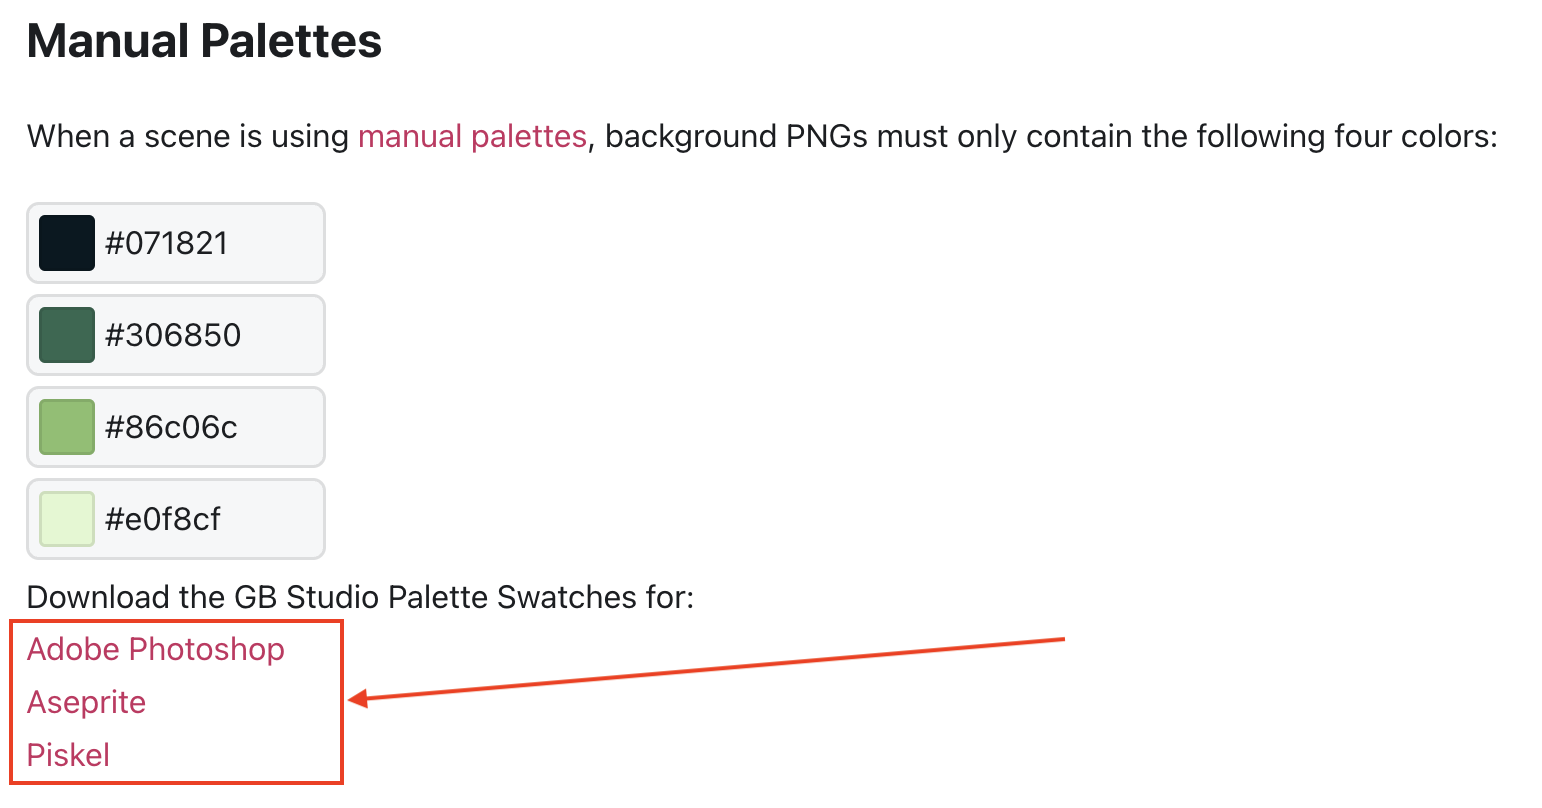 Manual Palettes
When a scene is using manual palettes, background PNGs must only contain the following four colors:
#071821
#306850
#86c06c
#e0f8cf
Download the GB Studio Palette Swatches for:
Adobe Photoshop
Aseprite
Piskel